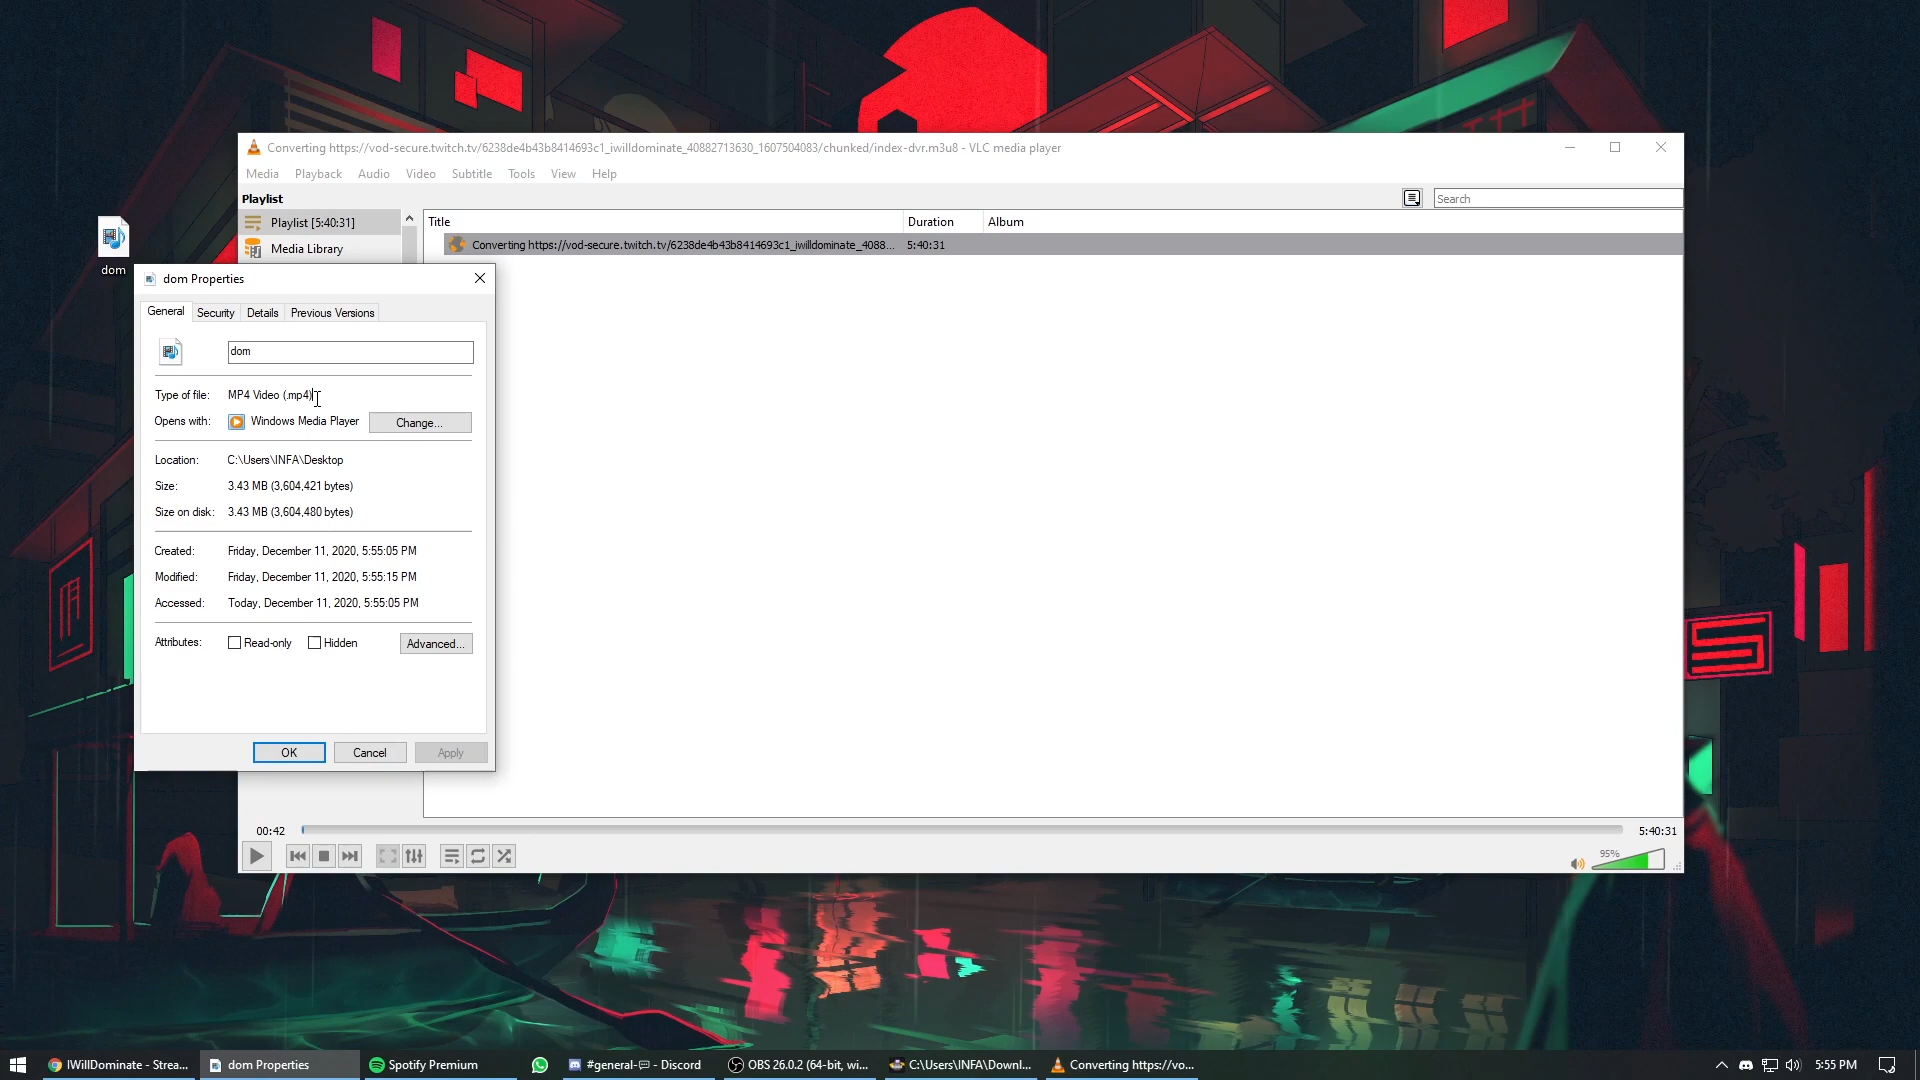 Converting https://vod-secure.twitch.tv/6238de4b43b8414693c1_iwilldominate_40882713630_1607504083/chunked/index-dvr.m3u8 - VLC media player
Media Playback Audio Video Subtitle Tools View Help
Playlist
Search
Playlist [5:40:31]
Title Duration Album
Media Library
Converting https://vod-secure.twitch.tv/6238de4b43b8414693c1_iwilldominate_4088... 5:40:31
dom
dom Properties
General Security Details Previous Versions
dom
Type of file: MP4 Video (.mp4)
Opens with: Windows Media Player Change...
Location: C:\Users\INFA\Desktop
Size: 3.43 MB (3,604,421 bytes)
Size on disk: 3.43 MB (3,604,480 bytes)
Created: Friday, December 11, 2020, 5:55:05 PM
Modified: Friday, December 11, 2020, 5:55:15 PM
Accessed: Today, December 11, 2020, 5:55:05 PM
Attributes: Read-only Hidden Advanced...
OK Cancel Apply
00:42 5:40:31
95%
IWillDominate - Strea... dom Properties Spotify Premium #general-💬 - Discord OBS 26.0.2 (64-bit, wi... C:\Users\INFA\Downl... Converting https://vo... 5:55 PM